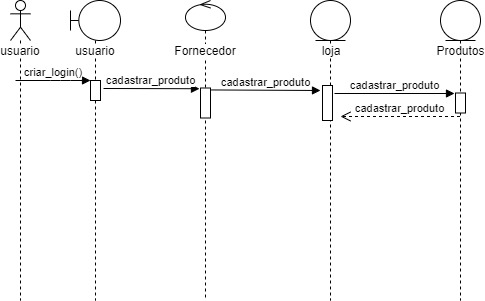 usuario
usuario
Fornecedor
loja
Produtos
criar_login()
cadastrar_produto
cadastrar_produto
cadastrar_produto
cadastrar_produto